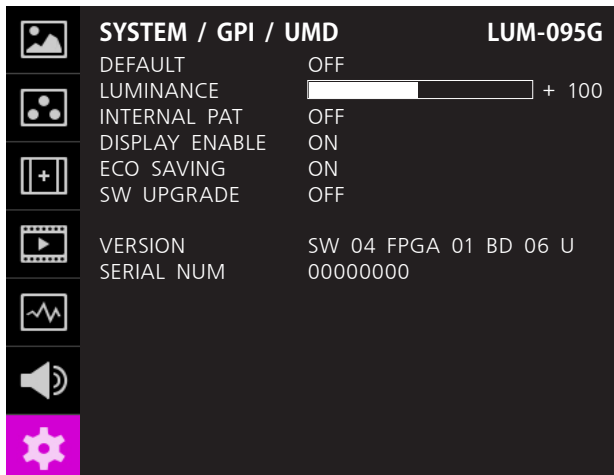 SYSTEM / GPI / UMD LUM-095G
DEFAULT OFF
LUMINANCE + 100
INTERNAL PAT OFF
DISPLAY ENABLE ON
ECO SAVING ON
SW UPGRADE OFF
VERSION SW 04 FPGA 01 BD 06 U
SERIAL NUM 00000000